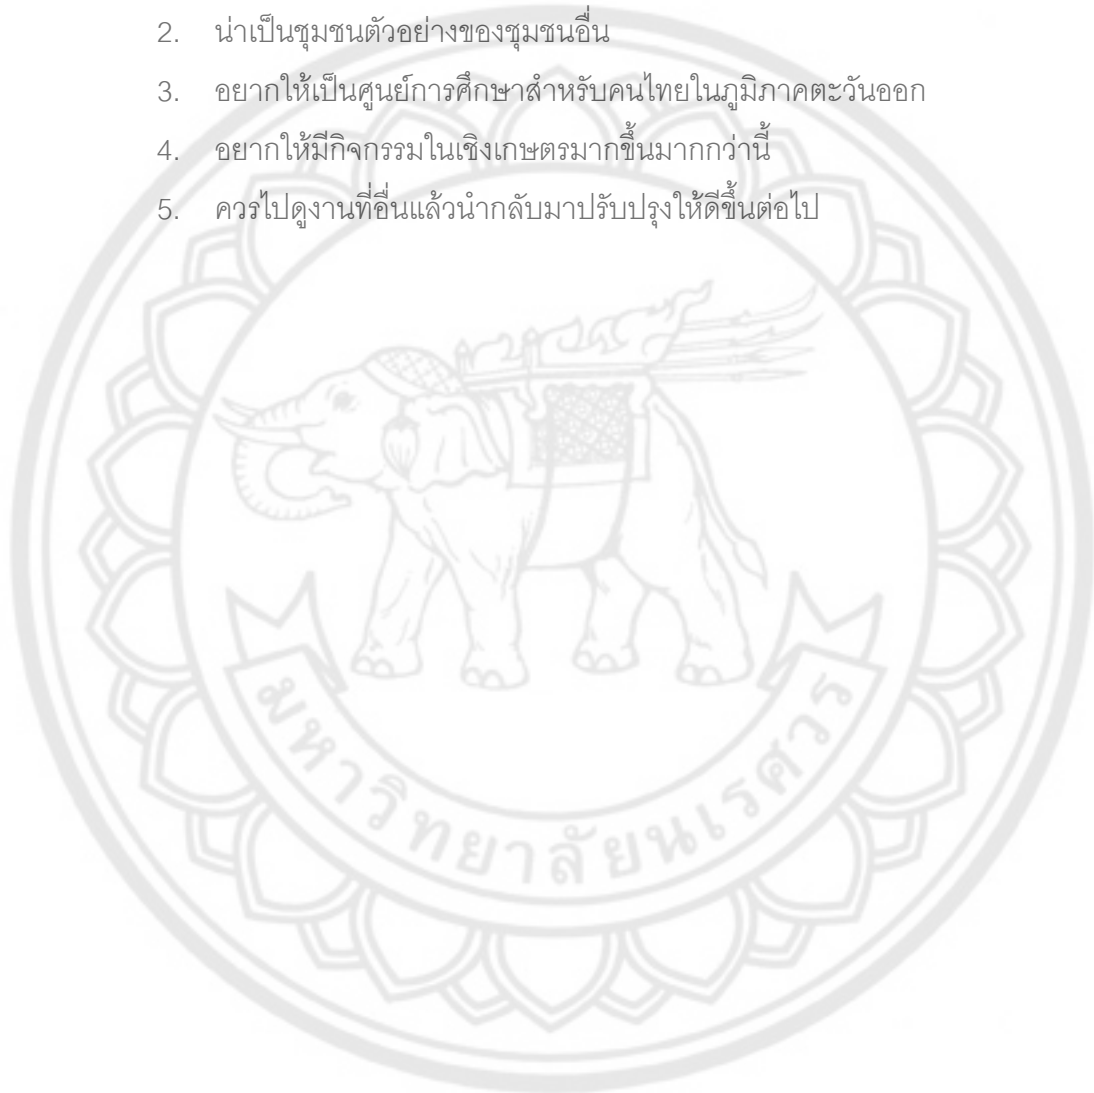 2. น่าเป็นชุมชนตัวอย่างของชุมชนอื่น
3. อยากให้เป็นศูนย์การศึกษาสำหรับคนไทยในภูมิภาคตะวันออก
4. อยากให้มีกิจกรรมในเชิงเกษตรมากขึ้นมากกว่านี้
5. ควรไปดูงานที่อื่นแล้วนำกลับมาปรับปรุงให้ดีขึ้นต่อไป
มหาวิทยาลัยนเรศวร